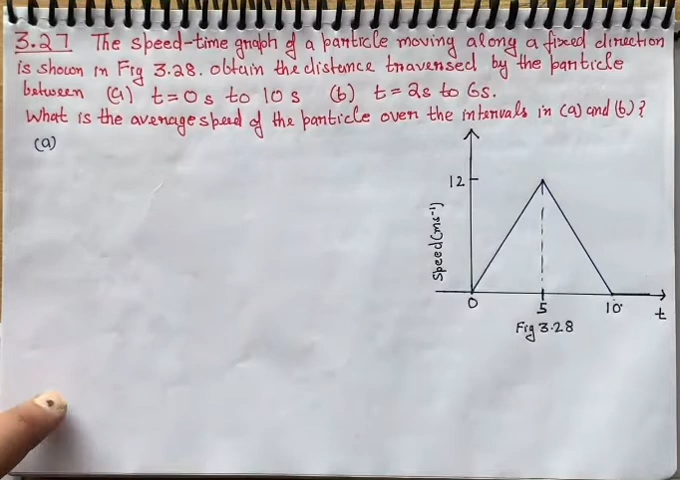 3.27 The speed-time graph of a particle moving along a fixed direction
is shown in Fig 3.28. obtain the distance traversed by the particle
between (a) t=0s to 10s (b) t=2s to 6s.
What is the average speed of the particle over the intervals in (a) and (b)?
(a)
12
Speed(ms⁻¹)
0 5 10 t
Fig 3.28